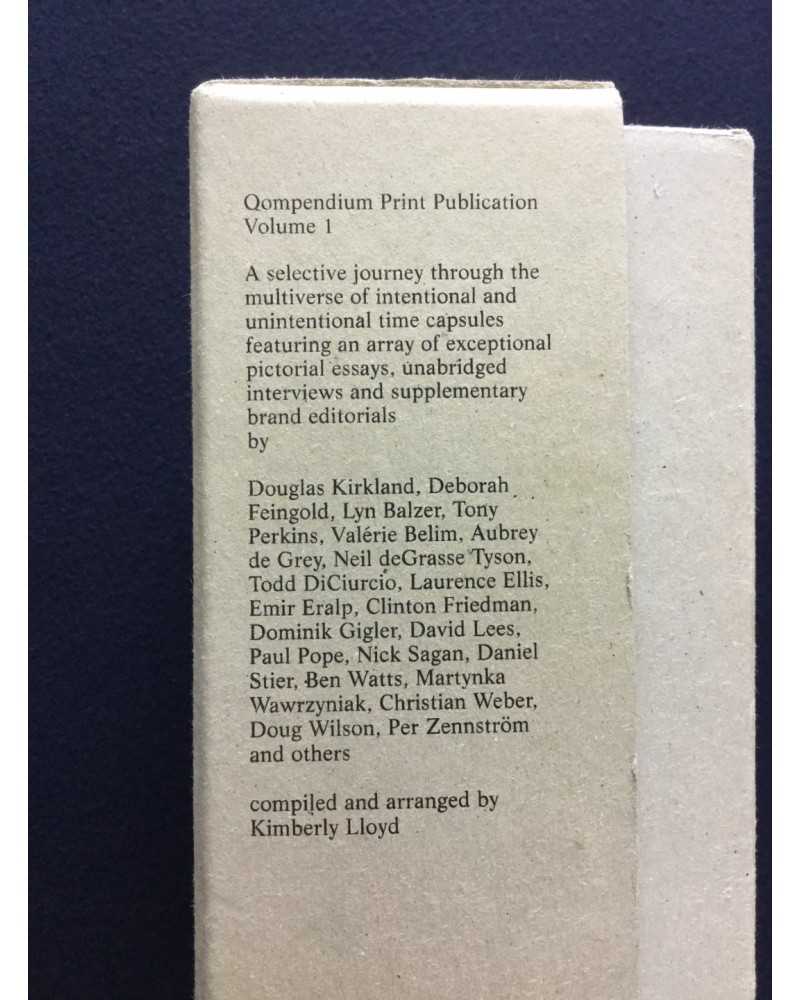 Qompendium Print Publication
Volume 1
A selective journey through the
multiverse of intentional and
unintentional time capsules
featuring an array of exceptional
pictorial essays, unabridged
interviews and supplementary
brand editorials
by
Douglas Kirkland, Deborah
Feingold, Lyn Balzer, Tony
Perkins, Valérie Belim, Aubrey
de Grey, Neil deGrasse Tyson,
Todd DiCiurcio, Laurence Ellis,
Emir Eralp, Clinton Friedman,
Dominik Gigler, David Lees,
Paul Pope, Nick Sagan, Daniel
Stier, Ben Watts, Martynka
Wawrzyniak, Christian Weber,
Doug Wilson, Per Zennström
and others
compiled and arranged by
Kimberly Lloyd